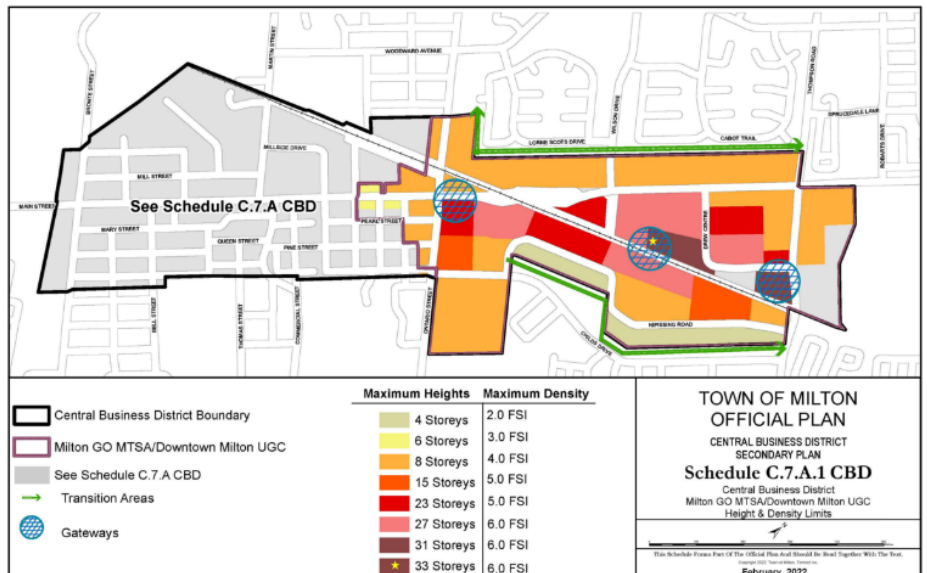 MARTIN STREET
WOODWARD AVENUE
THOMPSON ROAD
BRONTE STREET
WILSON DRIVE
SPRUCEDALE LANE
LORNE SCOTS DRIVE
CABOT TRAIL
ROBARTS DRIVE
MILLSIDE DRIVE
MILL STREET
MAIN STREET
See Schedule C.7.A CBD
PEARL STREET
MARY STREET
QUEEN STREET
PINE STREET
DREW CENTRE
BELL STREET
THOMAS STREET
COMMERCIAL STREET
ONTARIO STREET
NIPISSING ROAD
CHILDS DRIVE
Central Business District Boundary
Milton GO MTSA/Downtown Milton UGC
See Schedule C.7.A CBD
Transition Areas
Gateways
Maximum Heights Maximum Density
4 Storeys 2.0 FSI
6 Storeys 3.0 FSI
8 Storeys 4.0 FSI
15 Storeys 5.0 FSI
23 Storeys 5.0 FSI
27 Storeys 6.0 FSI
31 Storeys 6.0 FSI
33 Storeys 6.0 FSI
TOWN OF MILTON
OFFICIAL PLAN
CENTRAL BUSINESS DISTRICT
SECONDARY PLAN
Schedule C.7.A.1 CBD
Central Business District
Milton GO MTSA/Downtown Milton UGC
Height & Density Limits
This Schedule Forms Part Of The Official Plan And Should Be Read Together With The Text.
February, 2022